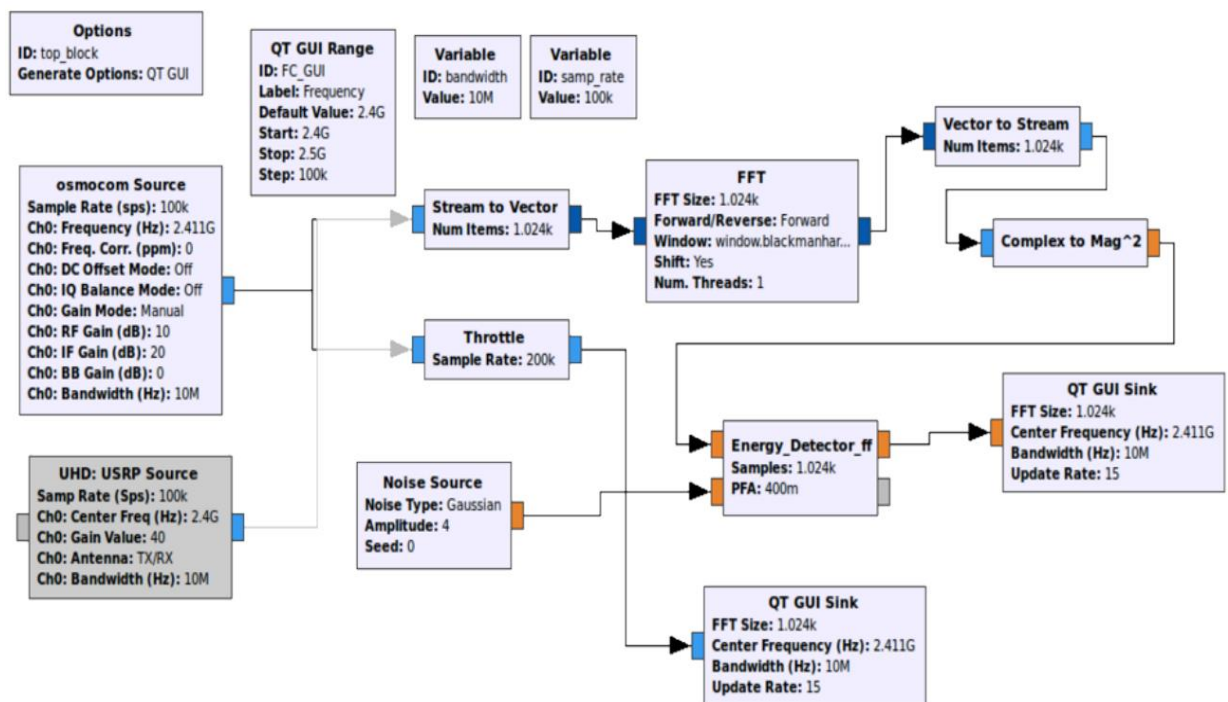 Options
ID: top_block
Generate Options: QT GUI
QT GUI Range
ID: FC_GUI
Label: Frequency
Default Value: 2.4G
Start: 2.4G
Stop: 2.5G
Step: 100k
Variable
ID: bandwidth
Value: 10M
Variable
ID: samp_rate
Value: 100k
osmocom Source
Sample Rate (sps): 100k
Ch0: Frequency (Hz): 2.411G
Ch0: Freq. Corr. (ppm): 0
Ch0: DC Offset Mode: Off
Ch0: IQ Balance Mode: Off
Ch0: Gain Mode: Manual
Ch0: RF Gain (dB): 10
Ch0: IF Gain (dB): 20
Ch0: BB Gain (dB): 0
Ch0: Bandwidth (Hz): 10M
Stream to Vector
Num Items: 1.024k
FFT
FFT Size: 1.024k
Forward/Reverse: Forward
Window: window.blackmanhar...
Shift: Yes
Num. Threads: 1
Vector to Stream
Num Items: 1.024k
Complex to Mag^2
Throttle
Sample Rate: 200k
UHD: USRP Source
Samp Rate (Sps): 100k
Ch0: Center Freq (Hz): 2.4G
Ch0: Gain Value: 40
Ch0: Antenna: TX/RX
Ch0: Bandwidth (Hz): 10M
Noise Source
Noise Type: Gaussian
Amplitude: 4
Seed: 0
Energy_Detector_ff
Samples: 1.024k
PFA: 400m
QT GUI Sink
FFT Size: 1.024k
Center Frequency (Hz): 2.411G
Bandwidth (Hz): 10M
Update Rate: 15
QT GUI Sink
FFT Size: 1.024k
Center Frequency (Hz): 2.411G
Bandwidth (Hz): 10M
Update Rate: 15